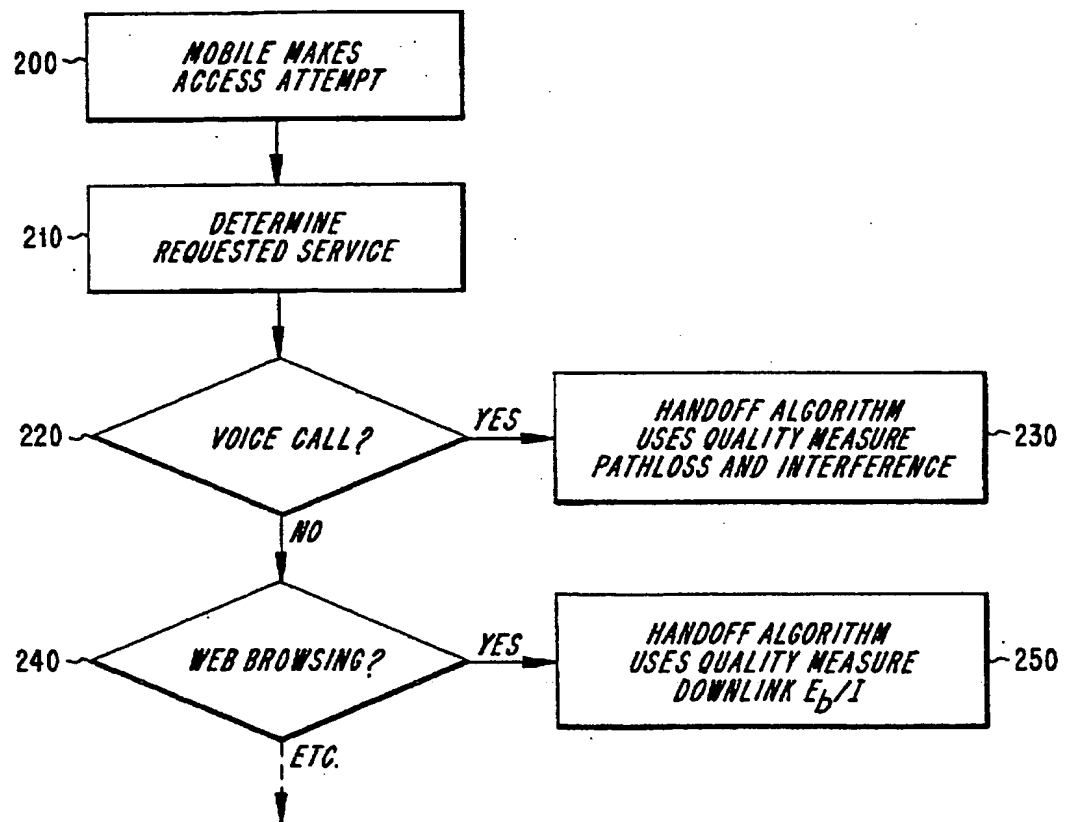 200
MOBILE MAKES
ACCESS ATTEMPT
210
DETERMINE
REQUESTED SERVICE
220
VOICE CALL?
YES
HANDOFF ALGORITHM
USES QUALITY MEASURE
PATHLOSS AND INTERFERENCE
230
NO
240
WEB BROWSING?
YES
HANDOFF ALGORITHM
USES QUALITY MEASURE
DOWNLINK Eb/I
250
ETC.